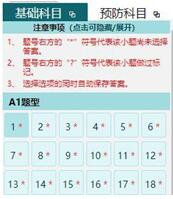 基础科目 预防科目
注意事项 (点击可隐藏/展开)
1、 题号右方的 "*" 符号代表该小题尚未选择
答案。
2、 题号右方的 "?" 符号代表该小题做过标
记。
3、 选择选项的同时自动保存答案。
A1题型
1 * 2 * 3 * 4 * 5 * 6 *
7 * 8 * 9 * 10 * 11 * 12 *
13 * 14 * 15 * 16 * 17 * 18 *